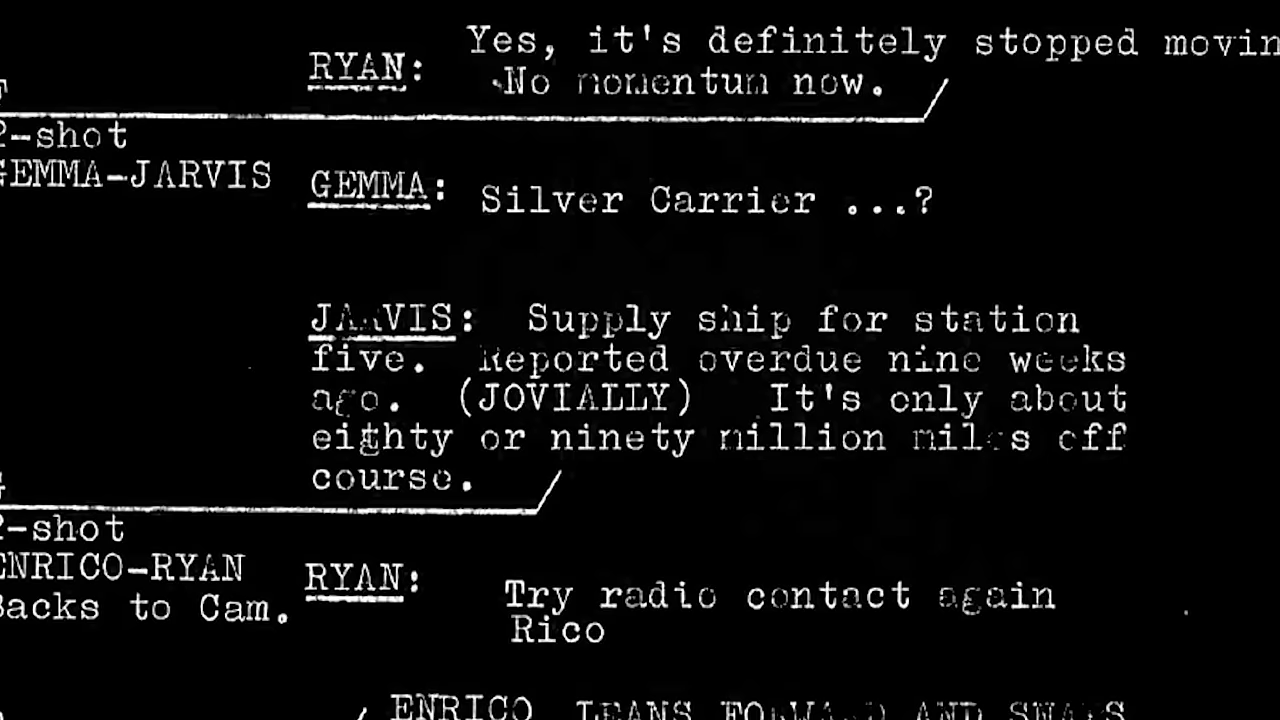 Yes, it's definitely stopped movin
RYAN:
No momentum now.
2-shot
GEMMA-JARVIS
GEMMA: Silver Carrier ...?
JARVIS: Supply ship for station
five. Reported overdue nine weeks
ago. (JOVIALLY) It's only about
eighty or ninety million miles off
course.
2-shot
ENRICO-RYAN
RYAN:
Backs to Cam.
Try radio contact again
Rico
ENRICO LEANS FORWARD AND SNAPS